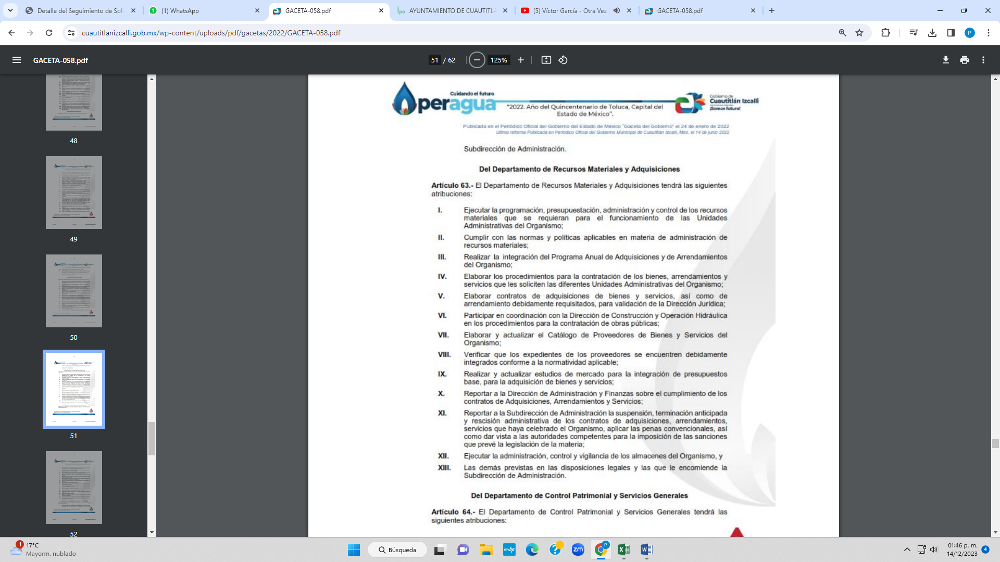 Detalle del Seguimiento de Soli
(1) WhatsApp
GACETA-058.pdf
AYUNTAMIENTO DE CUAUTITLA
(5) Víctor García - Otra Vez
GACETA-058.pdf
cuautitlanizcalli.gob.mx/wp-content/uploads/pdf/gacetas/2022/GACETA-058.pdf
P
GACETA-058.pdf
51 / 62
125%
48
49
50
51
52
Cuidando el futuro
peragua
"2022. Año del Quincentenario de Toluca, Capital del
Estado de México".
Gobierno de
Cuautitlán Izcalli
¡Somos futuro!
Publicada en el Periódico Oficial del Gobierno del Estado de México "Gaceta del Gobierno" el 24 de enero de 2022
Ultima reforma Publicada en Periódico Oficial del Gobierno Municipal de Cuautitlán Izcalli, Méx. el 14 de junio 2022
Subdirección de Administración.
Del Departamento de Recursos Materiales y Adquisiciones
Artículo 63.- El Departamento de Recursos Materiales y Adquisiciones tendrá las siguientes
atribuciones:
I. Ejecutar la programación, presupuestación, administración y control de los recursos
materiales que se requieran para el funcionamiento de las Unidades
Administrativas del Organismo;
II. Cumplir con las normas y políticas aplicables en materia de administración de
recursos materiales;
III. Realizar la integración del Programa Anual de Adquisiciones y de Arrendamientos
del Organismo;
IV. Elaborar los procedimientos para la contratación de los bienes, arrendamientos y
servicios que les soliciten las diferentes Unidades Administrativas del Organismo;
V. Elaborar contratos de adquisiciones de bienes y servicios, así como de
arrendamiento debidamente requisitados, para validación de la Dirección Jurídica;
VI. Participar en coordinación con la Dirección de Construcción y Operación Hidráulica
en los procedimientos para la contratación de obras públicas;
VII. Elaborar y actualizar el Catálogo de Proveedores de Bienes y Servicios del
Organismo;
VIII. Verificar que los expedientes de los proveedores se encuentren debidamente
integrados conforme a la normatividad aplicable;
IX. Realizar y actualizar estudios de mercado para la integración de presupuestos
base, para la adquisición de bienes y servicios;
X. Reportar a la Dirección de Administración y Finanzas sobre el cumplimiento de los
contratos de Adquisiciones, Arrendamientos y Servicios;
XI. Reportar a la Subdirección de Administración la suspensión, terminación anticipada
y rescisión administrativa de los contratos de adquisiciones, arrendamientos,
servicios que haya celebrado el Organismo, aplicar las penas convencionales, así
como dar vista a las autoridades competentes para la imposición de las sanciones
que prevé la legislación de la materia;
XII. Ejecutar la administración, control y vigilancia de los almacenes del Organismo, y
XIII. Las demás previstas en las disposiciones legales y las que le encomiende la
Subdirección de Administración.
Del Departamento de Control Patrimonial y Servicios Generales
Artículo 64.- El Departamento de Control Patrimonial y Servicios Generales tendrá las
siguientes atribuciones:
1
17°C
Mayorm. nublado
Búsqueda
myhp
zm
P
01:46 p. m.
14/12/2023
4